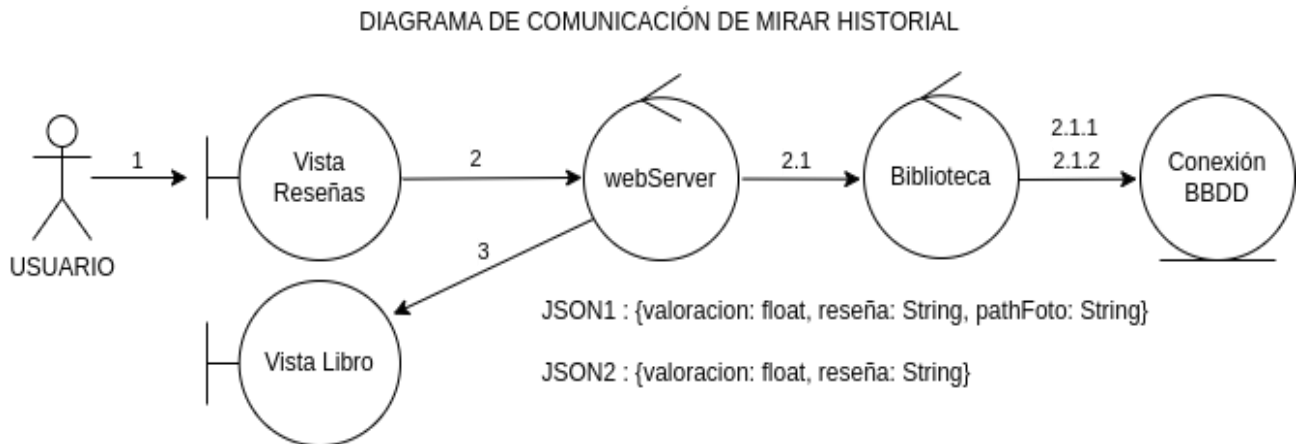 DIAGRAMA DE COMUNICACIÓN DE MIRAR HISTORIAL
1
Vista
Reseñas
2
webServer
2.1
Biblioteca
2.1.1
2.1.2
Conexión
BBDD
USUARIO
3
Vista Libro
JSON1 : {valoracion: float, reseña: String, pathFoto: String}
JSON2 : {valoracion: float, reseña: String}